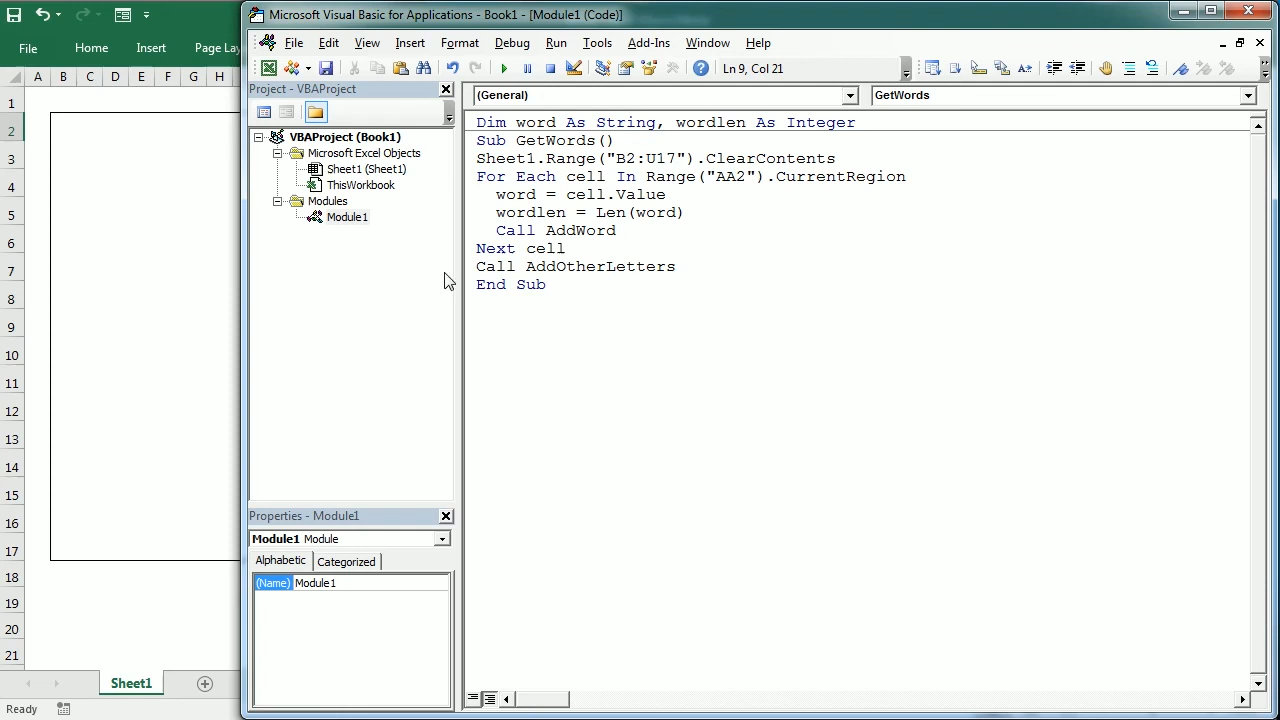 Microsoft Visual Basic for Applications - Book1 - [Module1 (Code)]
File Home Insert Page Lay
File Edit View Insert Format Debug Run Tools Add-Ins Window Help
Ln 9, Col 21
Project - VBAProject
VBAProject (Book1)
Microsoft Excel Objects
Sheet1 (Sheet1)
ThisWorkbook
Modules
Module1
Properties - Module1
Module1 Module
Alphabetic Categorized
(Name) Module1
(General) GetWords
Dim word As String, wordlen As Integer
Sub GetWords()
Sheet1.Range("B2:U17").ClearContents
For Each cell In Range("AA2").CurrentRegion
word = cell.Value
wordlen = Len(word)
Call AddWord
Next cell
Call AddOtherLetters
End Sub
A B C D E F G H
1
2
3
4
5
6
7
8
9
10
11
12
13
14
15
16
17
18
19
20
21
Sheet1
Ready